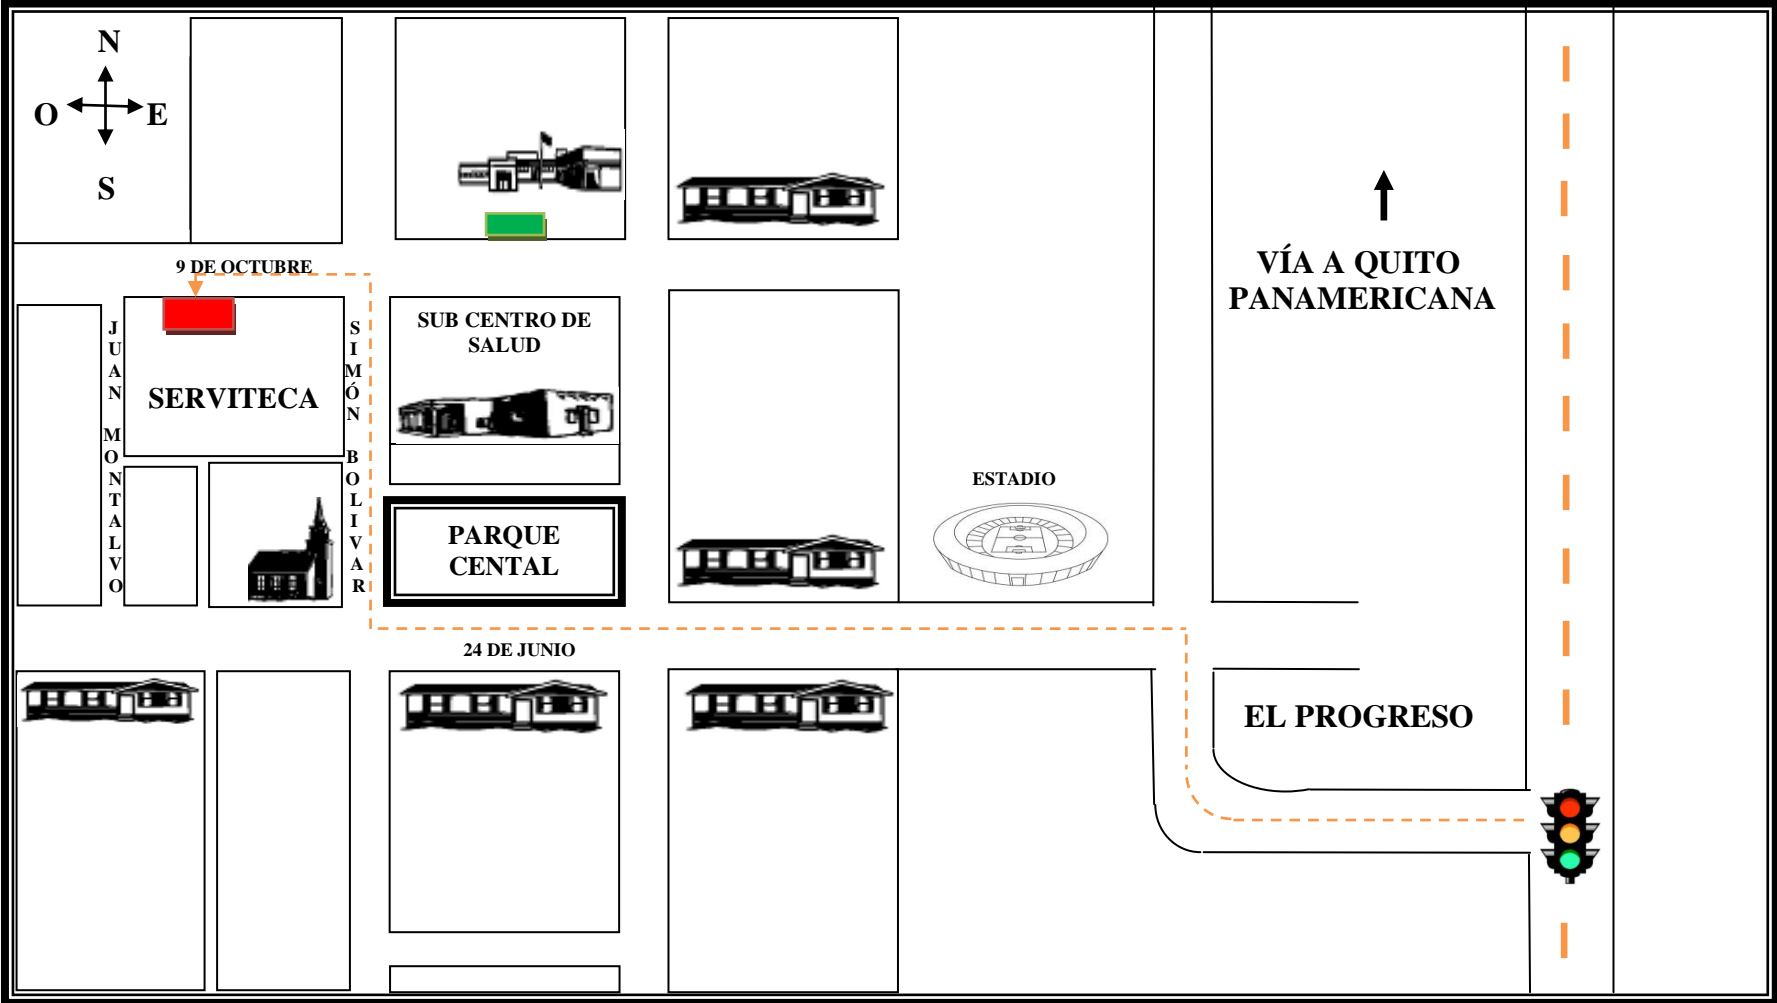 N
O
E
S
9 DE OCTUBRE
JUAN MONTALVO
SERVITECA
SIMÓN BOLIVAR
SUB CENTRO DE
SALUD
PARQUE
CENTAL
24 DE JUNIO
ESTADIO
VÍA A QUITO
PANAMERICANA
EL PROGRESO